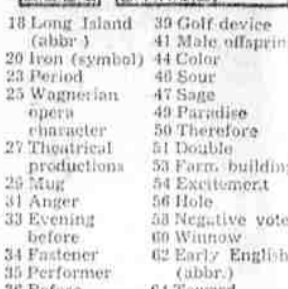 18 Long Island
(abbr )
20 Iron (symbol)
23 Period
25 Wagnerian
opera
character
27 Theatrical
productions
29 Mug
31 Anger
33 Evening
before
34 Fastener
35 Performer
39 Golf device
41 Male offsprin
44 Color
46 Sour
47 Sage
49 Paradise
50 Therefore
51 Double
53 Farm building
54 Excitement
56 Hole
58 Negative vote
60 Winnow
62 Early English
(abbr.)